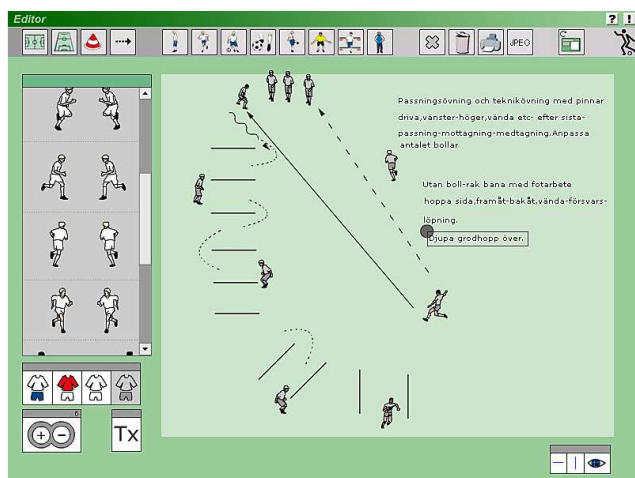 Editor
? !
JPEG
Passningsövning och teknikövning med pinnar
driva,vänster-höger,vända etc- efter sista-
passning-mottagning-medtagning.Anpassa
antalet bollar
Utan boll-rak bana med fotarbete
hoppa sida,framåt-bakåt,vända-försvars-
löpning.
Djupa grodhopp över.
6
Tx